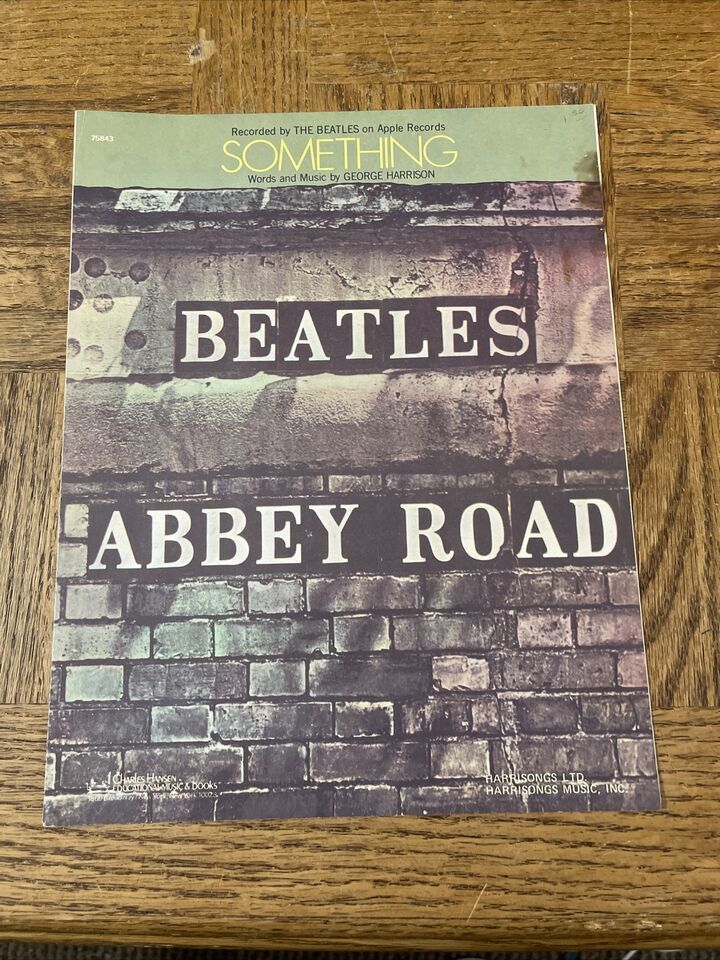 75843
Recorded by THE BEATLES on Apple Records
SOMETHING
Words and Music by GEORGE HARRISON
BEATLES
ABBEY ROAD
CHARLES HANSEN
EDUCATIONAL MUSIC & BOOKS
HARRISONGS LTD.
HARRISONGS MUSIC, INC.